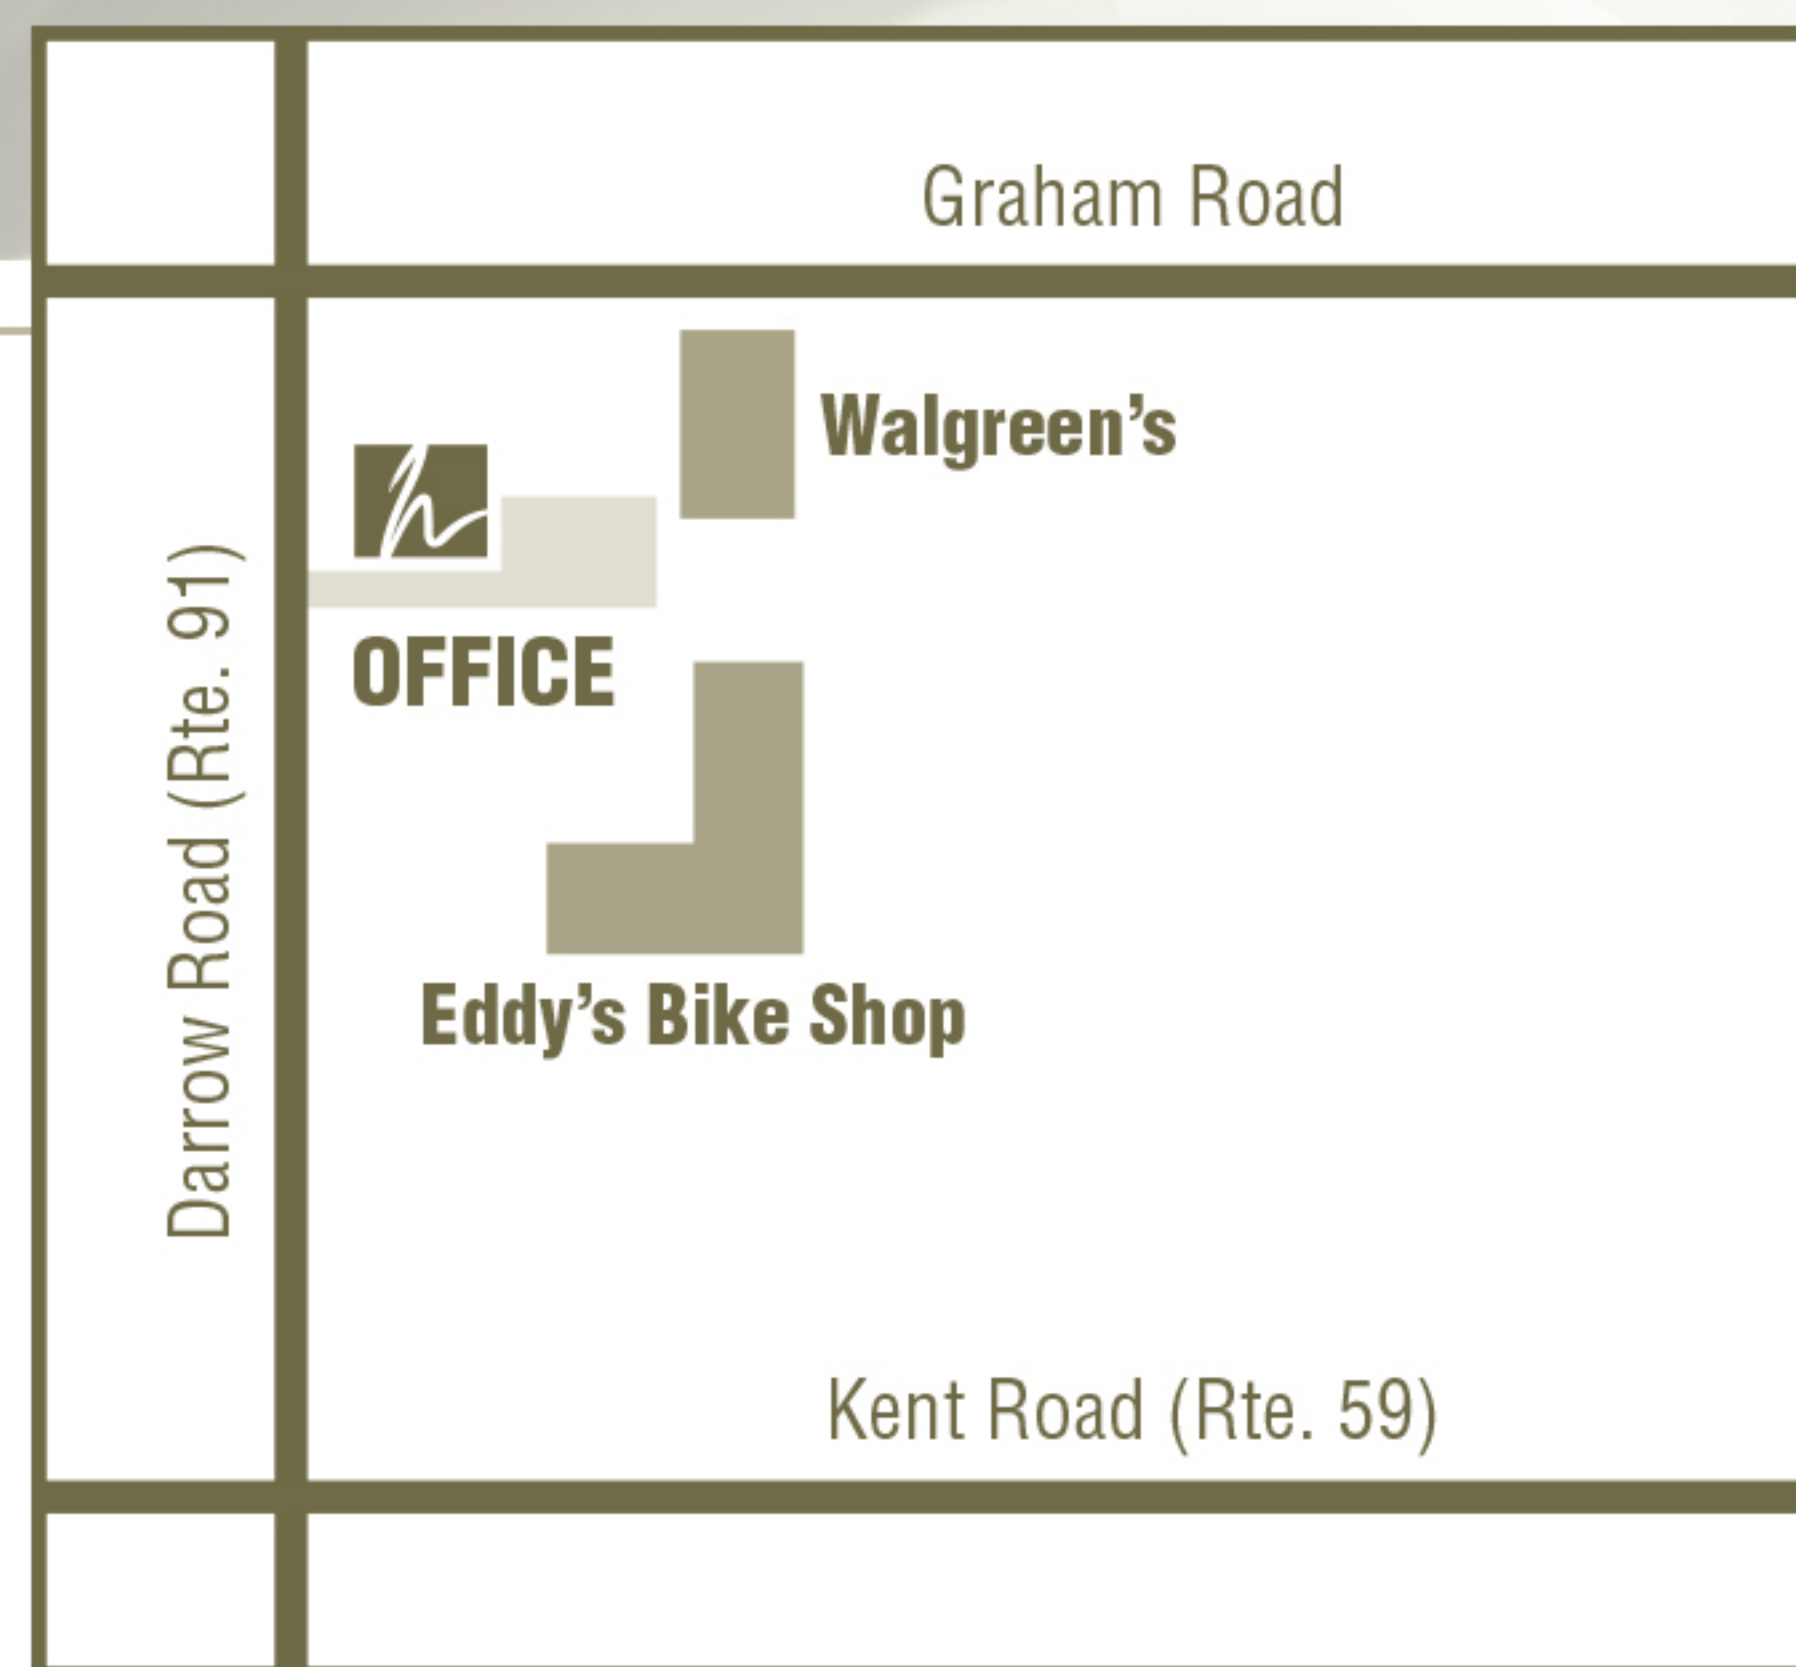 Graham Road
Walgreen’s
h
OFFICE
Darrow Road (Rte. 91)
Eddy’s Bike Shop
Kent Road (Rte. 59)